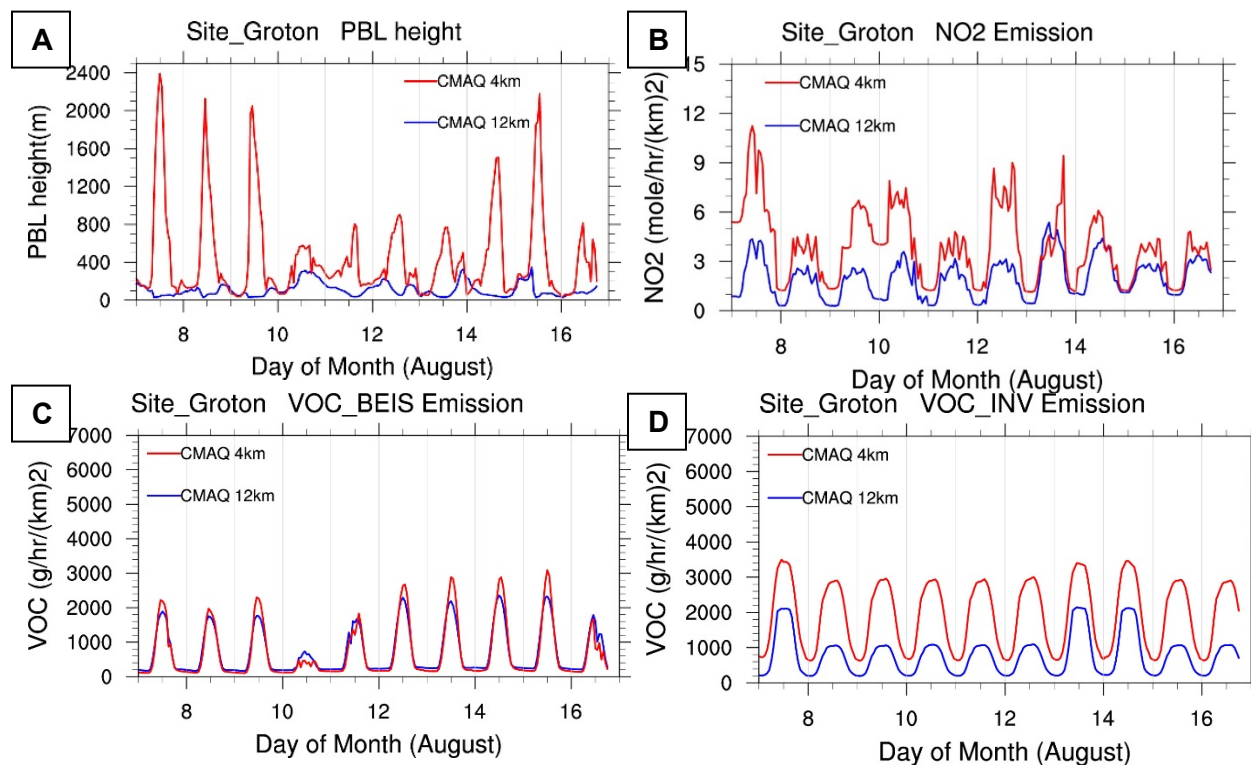 A
Site_Groton PBL height
2400
2000
1600
1200
800
400
0
PBL height(m)
CMAQ 4km
CMAQ 12km
8 10 12 14 16
Day of Month (August)
B
Site_Groton NO2 Emission
15
12
9
6
3
0
NO2 (mole/hr/(km)2)
CMAQ 4km
CMAQ 12km
8 10 12 14 16
Day of Month (August)
C
Site_Groton VOC_BEIS Emission
7000
6000
5000
4000
3000
2000
1000
0
VOC (g/hr/(km)2)
CMAQ 4km
CMAQ 12km
8 10 12 14 16
Day of Month (August)
D
Site_Groton VOC_INV Emission
7000
6000
5000
4000
3000
2000
1000
0
VOC (g/hr/(km)2)
CMAQ 4km
CMAQ 12km
8 10 12 14 16
Day of Month (August)